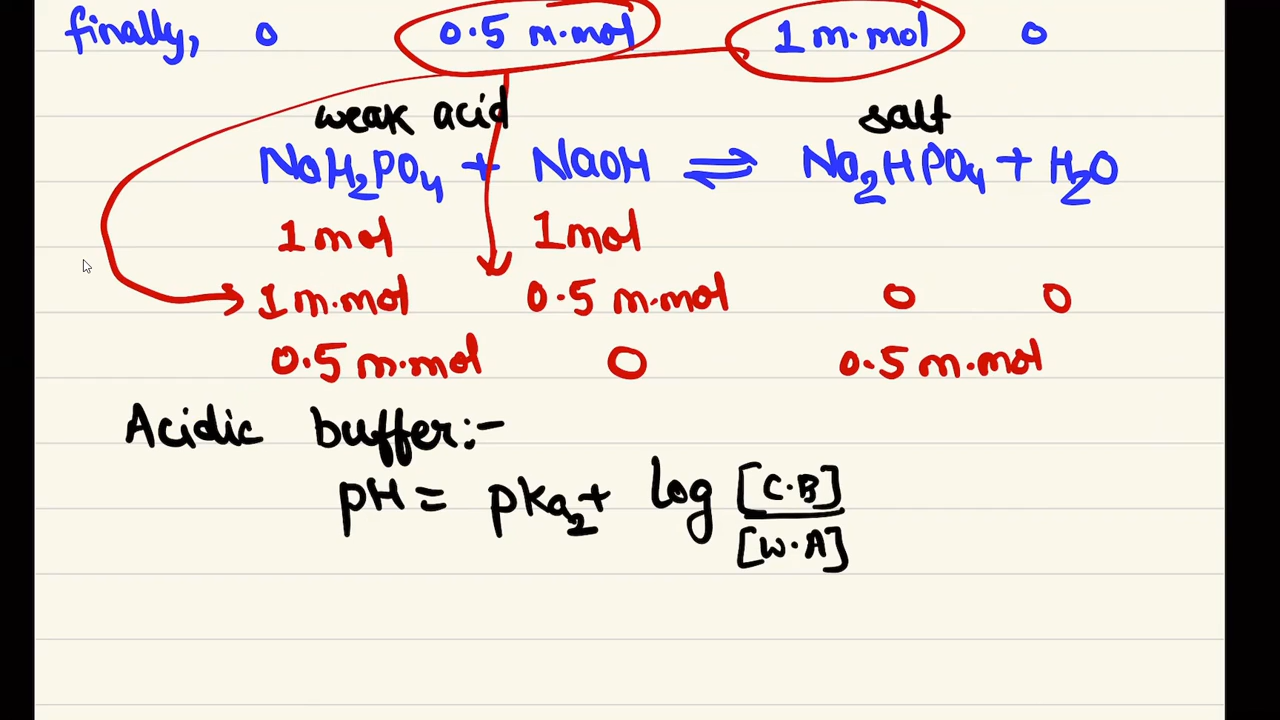 finally, 0 0.5 m.mol 1 m.mol 0
weak acid salt
NaH₂PO₄ + NaOH ⇌ Na₂HPO₄ + H₂O
1 mol 1 mol
1 m.mol 0.5 m.mol 0 0
0.5 m.mol 0 0.5 m.mol
Acidic buffer:-
pH = pka₂ + log [C.B]/[W.A]